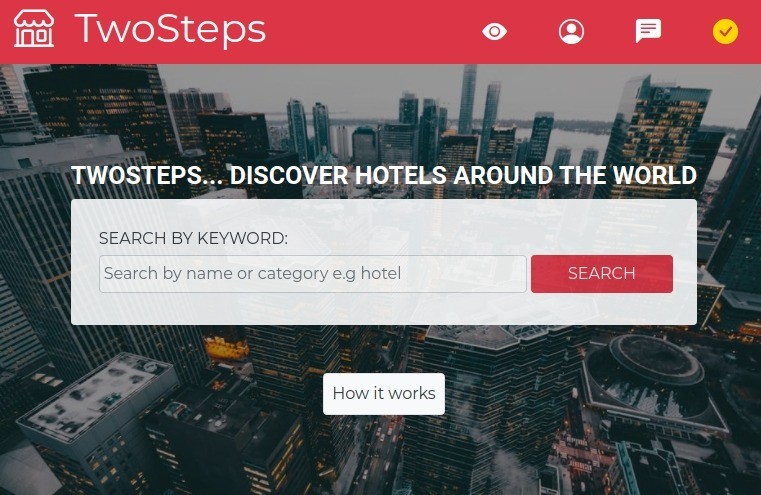 TwoSteps
TWOSTEPS... DISCOVER HOTELS AROUND THE WORLD
SEARCH BY KEYWORD:
Search by name or category e.g hotel
SEARCH
How it works